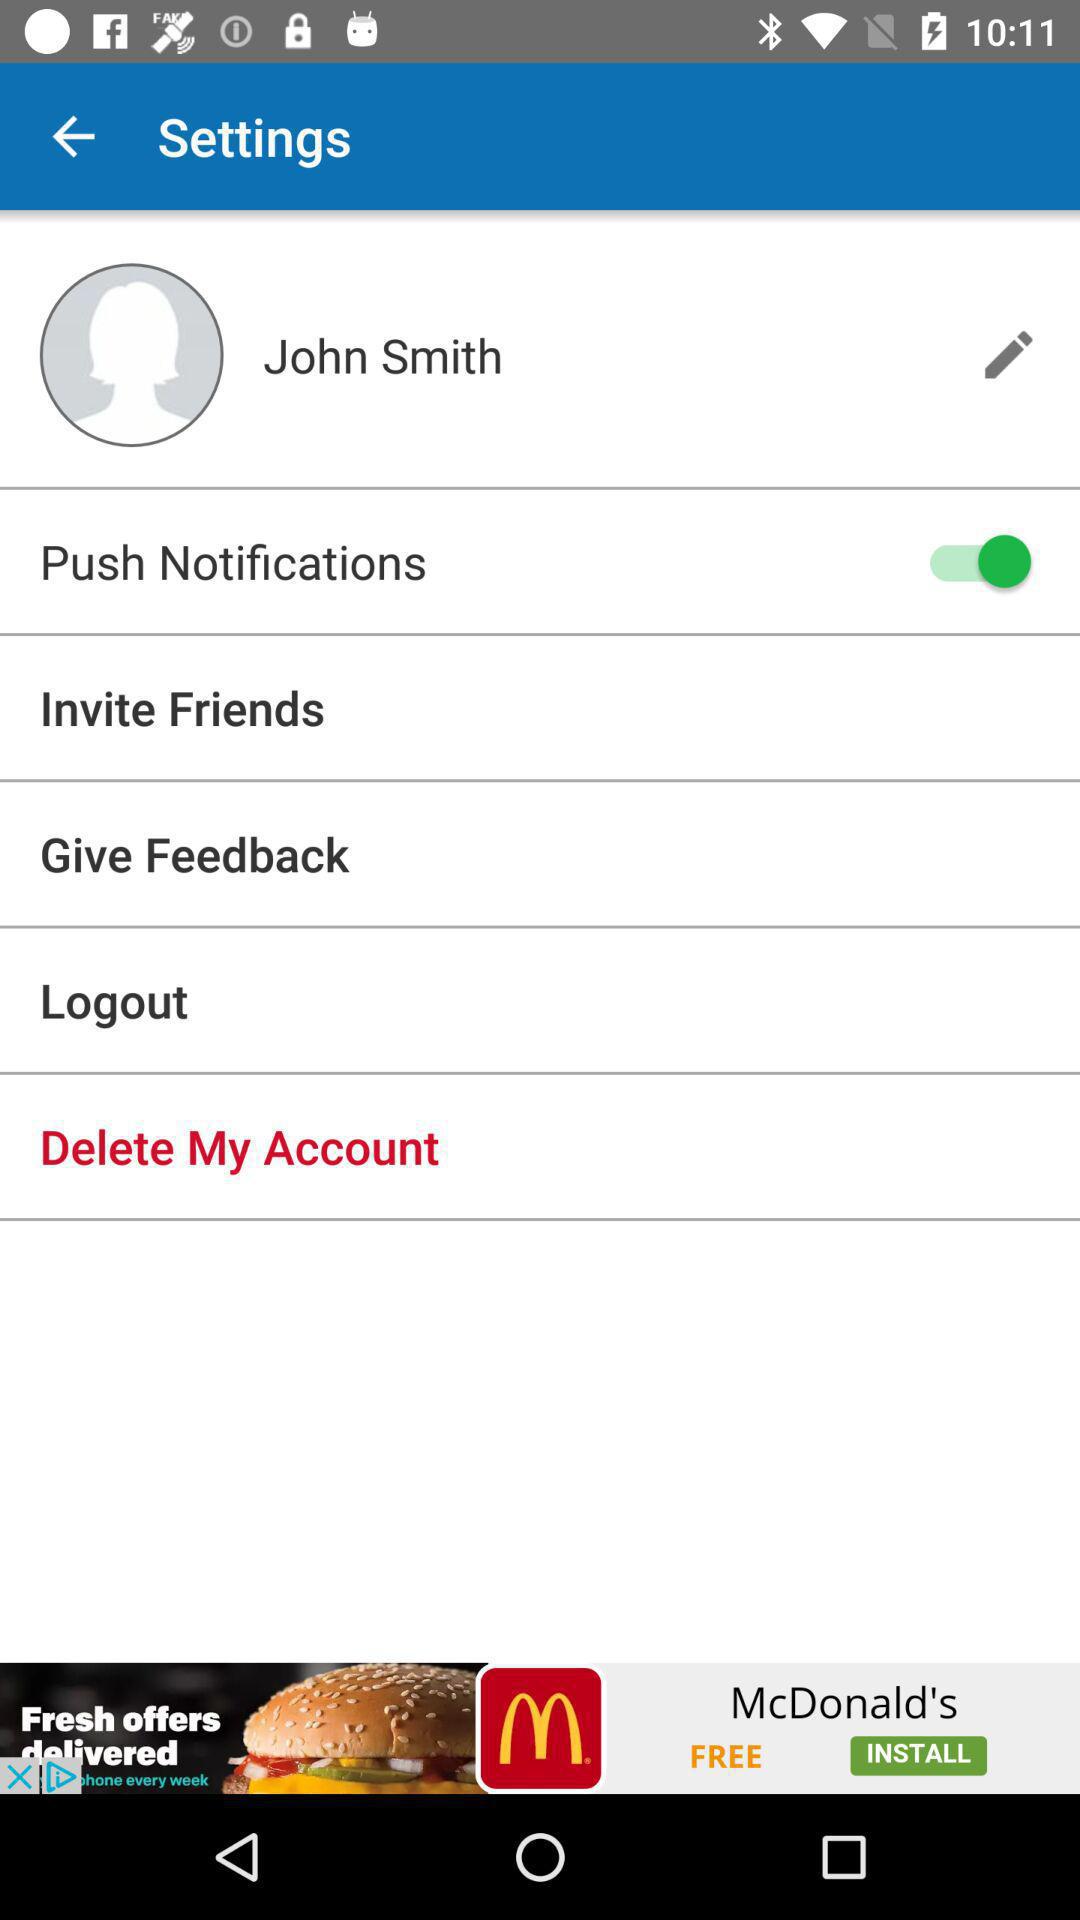 FAKE
10:11
Settings
John Smith
Push Notifications
Invite Friends
Give Feedback
Logout
Delete My Account
Fresh offers
delivered
phone every week
McDonald's
FREE
INSTALL